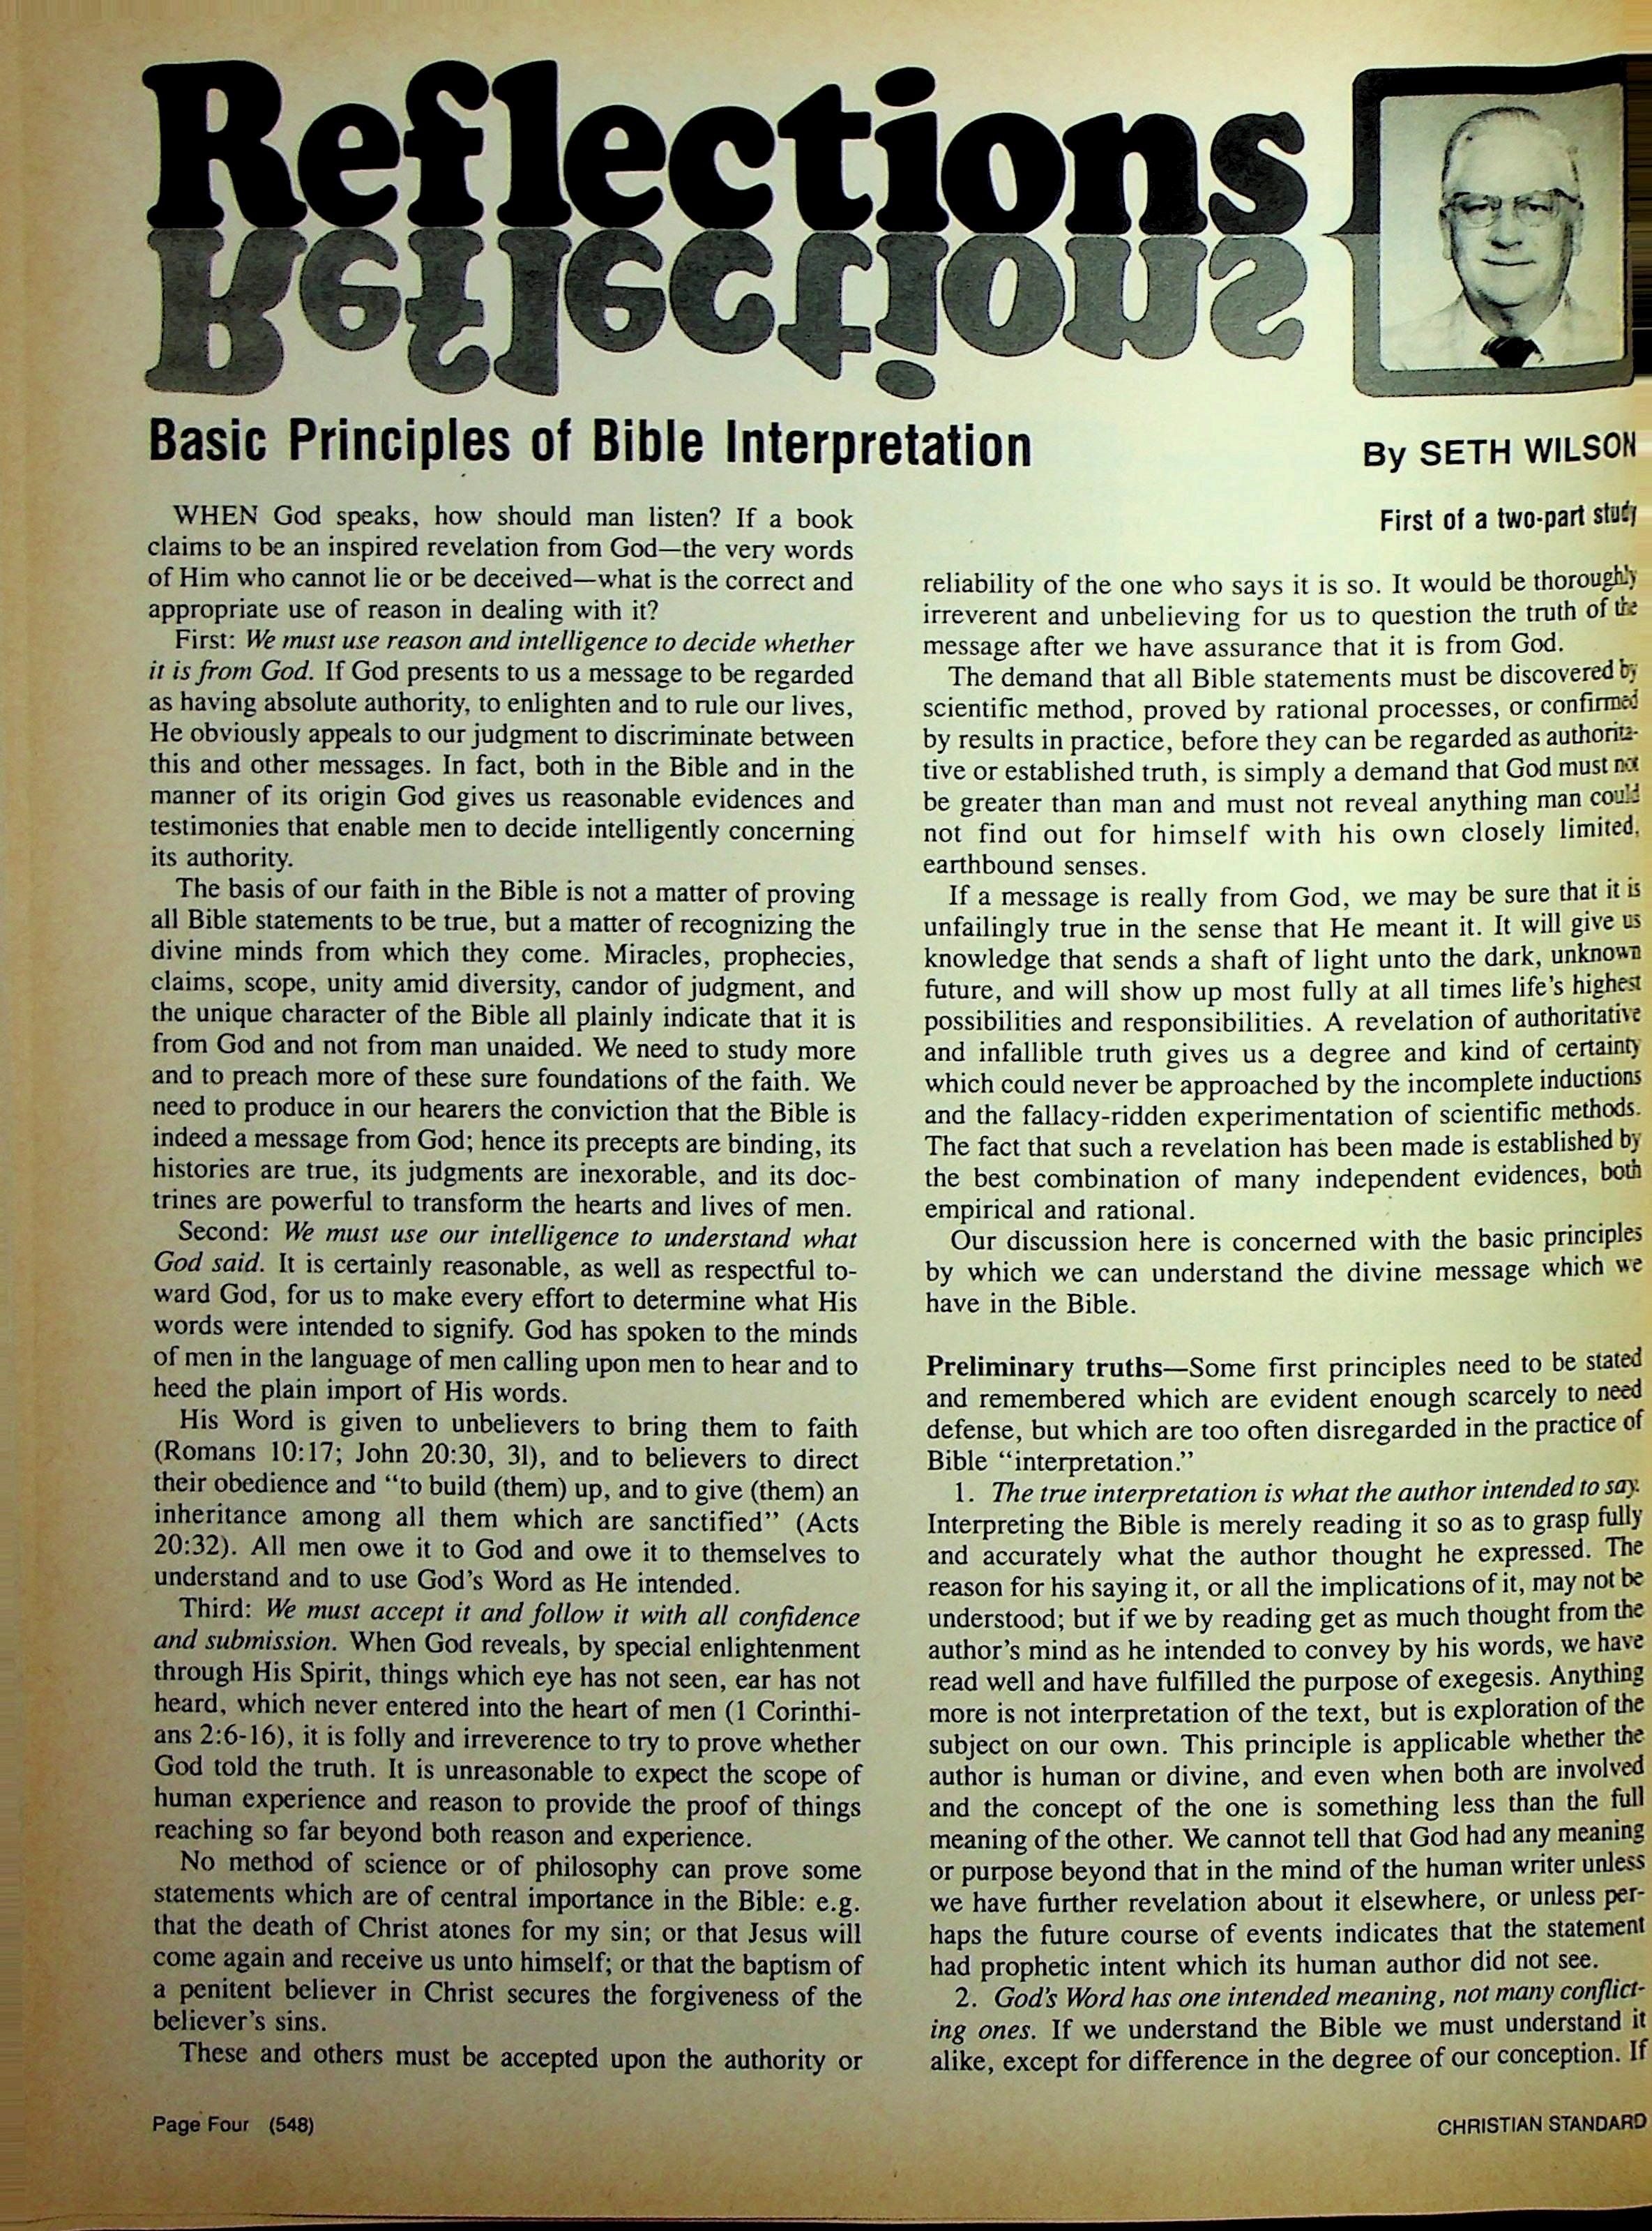 Reflections
Reflections
Basic Principles of Bible Interpretation
By SETH WILSON
WHEN God speaks, how should man listen? If a book
claims to be an inspired revelation from God—the very words
of Him who cannot lie or be deceived—what is the correct and
appropriate use of reason in dealing with it?
First: We must use reason and intelligence to decide whether
it is from God. If God presents to us a message to be regarded
as having absolute authority, to enlighten and to rule our lives,
He obviously appeals to our judgment to discriminate between
this and other messages. In fact, both in the Bible and in the
manner of its origin God gives us reasonable evidences and
testimonies that enable men to decide intelligently concerning
its authority.
The basis of our faith in the Bible is not a matter of proving
all Bible statements to be true, but a matter of recognizing the
divine minds from which they come. Miracles, prophecies,
claims, scope, unity amid diversity, candor of judgment, and
the unique character of the Bible all plainly indicate that it is
from God and not from man unaided. We need to study more
and to preach more of these sure foundations of the faith. We
need to produce in our hearers the conviction that the Bible is
indeed a message from God; hence its precepts are binding, its
histories are true, its judgments are inexorable, and its doc-
trines are powerful to transform the hearts and lives of men.
Second: We must use our intelligence to understand what
God said. It is certainly reasonable, as well as respectful to-
ward God, for us to make every effort to determine what His
words were intended to signify. God has spoken to the minds
of men in the language of men calling upon men to hear and to
heed the plain import of His words.
His Word is given to unbelievers to bring them to faith
(Romans 10:17; John 20:30, 31), and to believers to direct
their obedience and “to build (them) up, and to give (them) an
inheritance among all them which are sanctified” (Acts
20:32). All men owe it to God and owe it to themselves to
understand and to use God's Word as He intended.
Third: We must accept it and follow it with all confidence
and submission. When God reveals, by special enlightenment
through His Spirit, things which eye has not seen, ear has not
heard, which never entered into the heart of men (1 Corinthi-
ans 2:6-16), it is folly and irreverence to try to prove whether
God told the truth. It is unreasonable to expect the scope of
human experience and reason to provide the proof of things
reaching so far beyond both reason and experience.
No method of science or of philosophy can prove some
statements which are of central importance in the Bible: e.g.
that the death of Christ atones for my sin; or that Jesus will
come again and receive us unto himself; or that the baptism of
a penitent believer in Christ secures the forgiveness of the
believer's sins.
These and others must be accepted upon the authority or
First of a two-part study
reliability of the one who says it is so. It would be thoroughly
irreverent and unbelieving for us to question the truth of the
message after we have assurance that it is from God.
The demand that all Bible statements must be discovered by
scientific method, proved by rational processes, or confirmed
by results in practice, before they can be regarded as authorita-
tive or established truth, is simply a demand that God must not
be greater than man and must not reveal anything man could
not find out for himself with his own closely limited,
earthbound senses.
If a message is really from God, we may be sure that it is
unfailingly true in the sense that He meant it. It will give us
knowledge that sends a shaft of light unto the dark, unknown
future, and will show up most fully at all times life's highest
possibilities and responsibilities. A revelation of authoritative
and infallible truth gives us a degree and kind of certainty
which could never be approached by the incomplete inductions
and the fallacy-ridden experimentation of scientific methods.
The fact that such a revelation has been made is established by
the best combination of many independent evidences, both
empirical and rational.
Our discussion here is concerned with the basic principles
by which we can understand the divine message which we
have in the Bible.
Preliminary truths—Some first principles need to be stated
and remembered which are evident enough scarcely to need
defense, but which are too often disregarded in the practice of
Bible “interpretation.”
1. The true interpretation is what the author intended to say.
Interpreting the Bible is merely reading it so as to grasp fully
and accurately what the author thought he expressed. The
reason for his saying it, or all the implications of it, may not be
understood; but if we by reading get as much thought from the
author's mind as he intended to convey by his words, we have
read well and have fulfilled the purpose of exegesis. Anything
more is not interpretation of the text, but is exploration of the
subject on our own. This principle is applicable whether the
author is human or divine, and even when both are involved
and the concept of the one is something less than the full
meaning of the other. We cannot tell that God had any meaning
or purpose beyond that in the mind of the human writer unless
we have further revelation about it elsewhere, or unless per-
haps the future course of events indicates that the statement
had prophetic intent which its human author did not see.
2. God's Word has one intended meaning, not many conflict-
ing ones. If we understand the Bible we must understand it
alike, except for difference in the degree of our conception. If
Page Four (548)
CHRISTIAN STANDARD